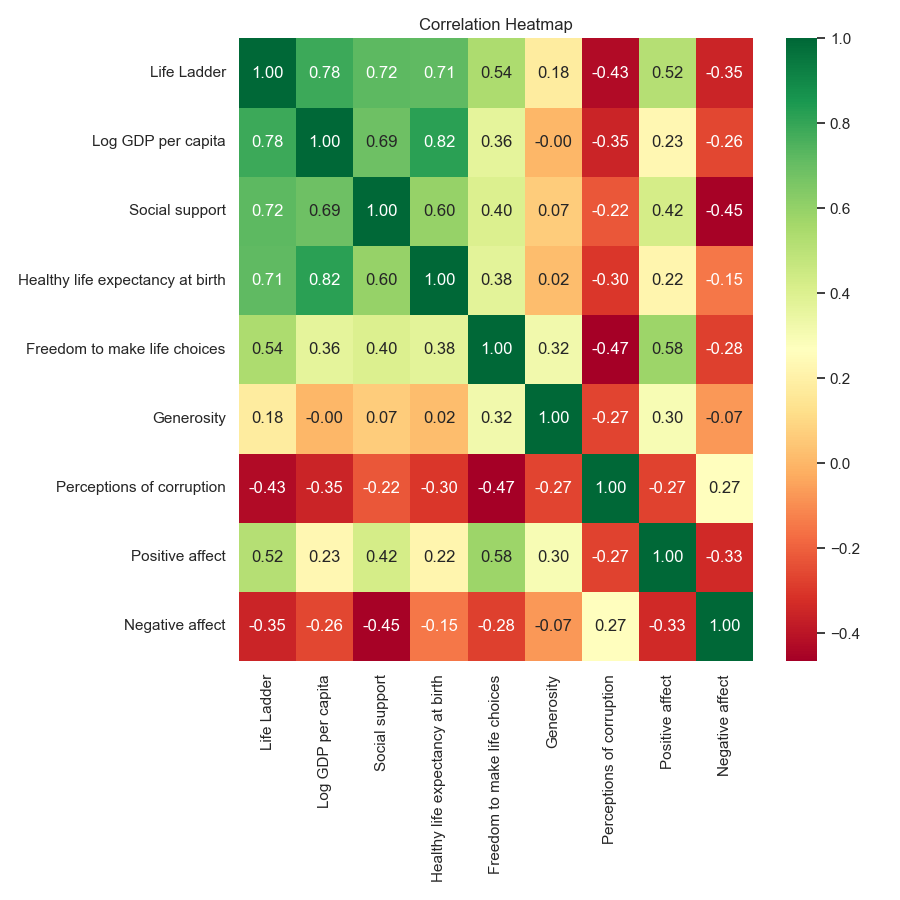 Correlation Heatmap
Life Ladder 1.00 0.78 0.72 0.71 0.54 0.18 -0.43 0.52 -0.35
Log GDP per capita 0.78 1.00 0.69 0.82 0.36 -0.00 -0.35 0.23 -0.26
Social support 0.72 0.69 1.00 0.60 0.40 0.07 -0.22 0.42 -0.45
Healthy life expectancy at birth 0.71 0.82 0.60 1.00 0.38 0.02 -0.30 0.22 -0.15
Freedom to make life choices 0.54 0.36 0.40 0.38 1.00 0.32 -0.47 0.58 -0.28
Generosity 0.18 -0.00 0.07 0.02 0.32 1.00 -0.27 0.30 -0.07
Perceptions of corruption -0.43 -0.35 -0.22 -0.30 -0.47 -0.27 1.00 -0.27 0.27
Positive affect 0.52 0.23 0.42 0.22 0.58 0.30 -0.27 1.00 -0.33
Negative affect -0.35 -0.26 -0.45 -0.15 -0.28 -0.07 0.27 -0.33 1.00
Life Ladder
Log GDP per capita
Social support
Healthy life expectancy at birth
Freedom to make life choices
Generosity
Perceptions of corruption
Positive affect
Negative affect
1.0
0.8
0.6
0.4
0.2
0.0
−0.2
−0.4